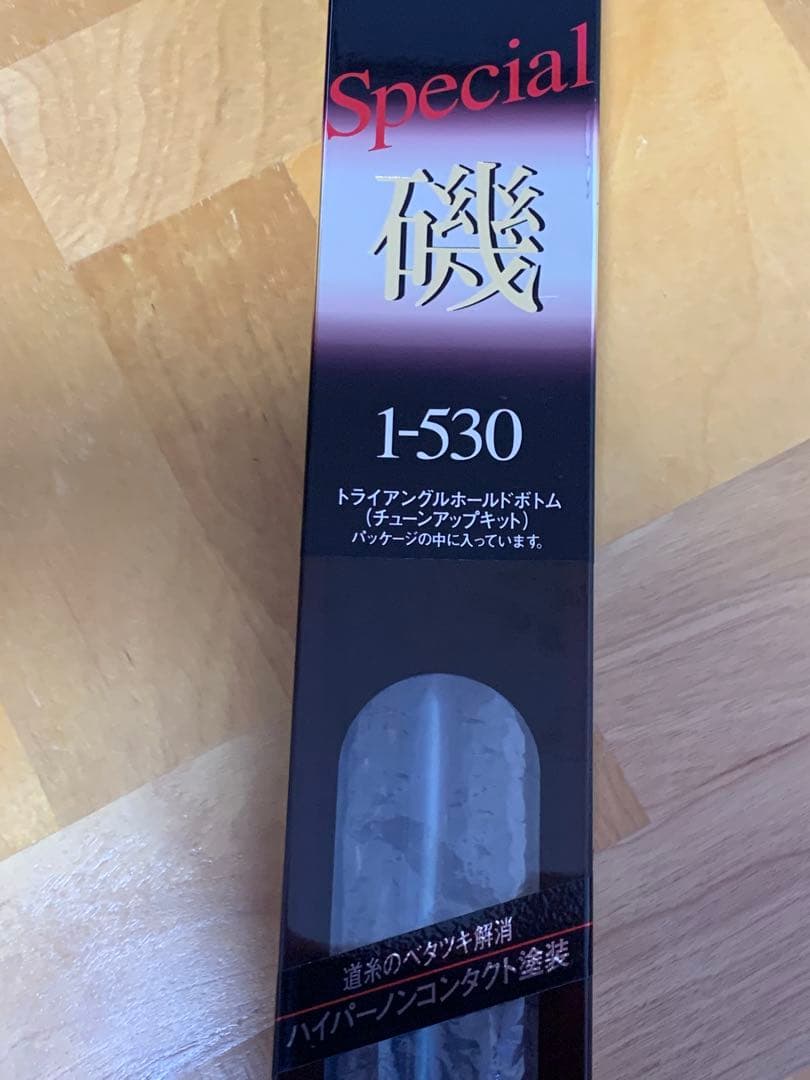 Special
磯
1-530
トライアングルホールドボトム
(チューンアップキット)
パッケージの中に入っています。
道糸のベタツキ解消
ハイパーノンコンタクト塗装